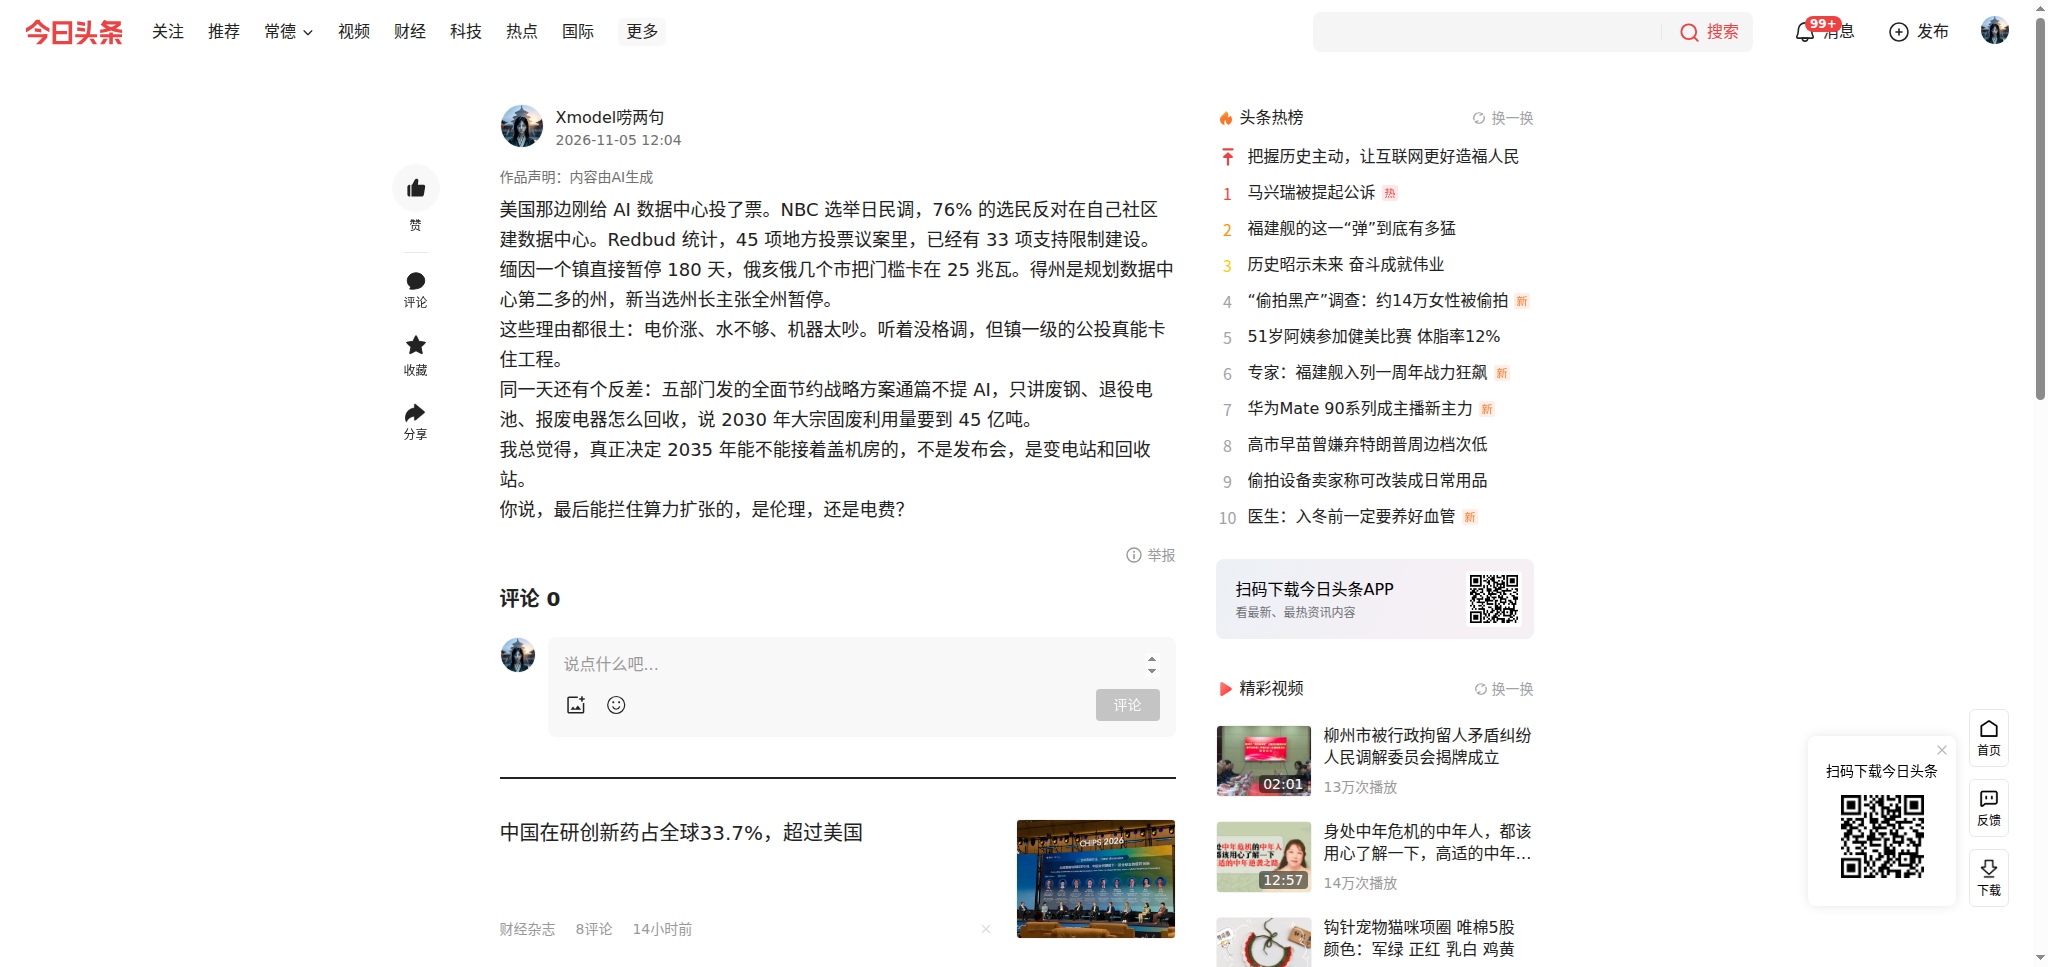 今日头条
关注
推荐
常德
视频
财经
科技
热点
国际
更多
搜索
99+
消息
发布
Xmodel唠两句
2026-11-05 12:04
作品声明：内容由AI生成
美国那边刚给 AI 数据中心投了票。NBC 选举日民调，76% 的选民反对在自己社区
建数据中心。Redbud 统计，45 项地方投票议案里，已经有 33 项支持限制建设。
缅因一个镇直接暂停 180 天，俄亥俄几个市把门槛卡在 25 兆瓦。得州是规划数据中
心第二多的州，新当选州长主张全州暂停。
这些理由都很土：电价涨、水不够、机器太吵。听着没格调，但镇一级的公投真能卡
住工程。
同一天还有个反差：五部门发的全面节约战略方案通篇不提 AI，只讲废钢、退役电
池、报废电器怎么回收，说 2030 年大宗固废利用量要到 45 亿吨。
我总觉得，真正决定 2035 年能不能接着盖机房的，不是发布会，是变电站和回收
站。
你说，最后能拦住算力扩张的，是伦理，还是电费？
赞
评论
收藏
分享
举报
评论 0
说点什么吧...
评论
中国在研创新药占全球33.7%，超过美国
财经杂志
8评论
14小时前
CHIPS 2026
头条热榜
换一换
把握历史主动，让互联网更好造福人民
1 马兴瑞被提起公诉 热
2 福建舰的这一“弹”到底有多猛
3 历史昭示未来 奋斗成就伟业
4 “偷拍黑产”调查：约14万女性被偷拍 新
5 51岁阿姨参加健美比赛 体脂率12%
6 专家：福建舰入列一周年战力狂飙 新
7 华为Mate 90系列成主播新主力 新
8 高市早苗曾嫌弃特朗普周边档次低
9 偷拍设备卖家称可改装成日常用品
10 医生：入冬前一定要养好血管 新
扫码下载今日头条APP
看最新、最热资讯内容
精彩视频
换一换
02:01
柳州市被行政拘留人矛盾纠纷
人民调解委员会揭牌成立
13万次播放
12:57
身处中年危机的中年人，都该
用心了解一下，高适的中年...
14万次播放
钩针宠物猫咪项圈 唯棉5股
颜色：军绿 正红 乳白 鸡黄
扫码下载今日头条
首页
反馈
下载